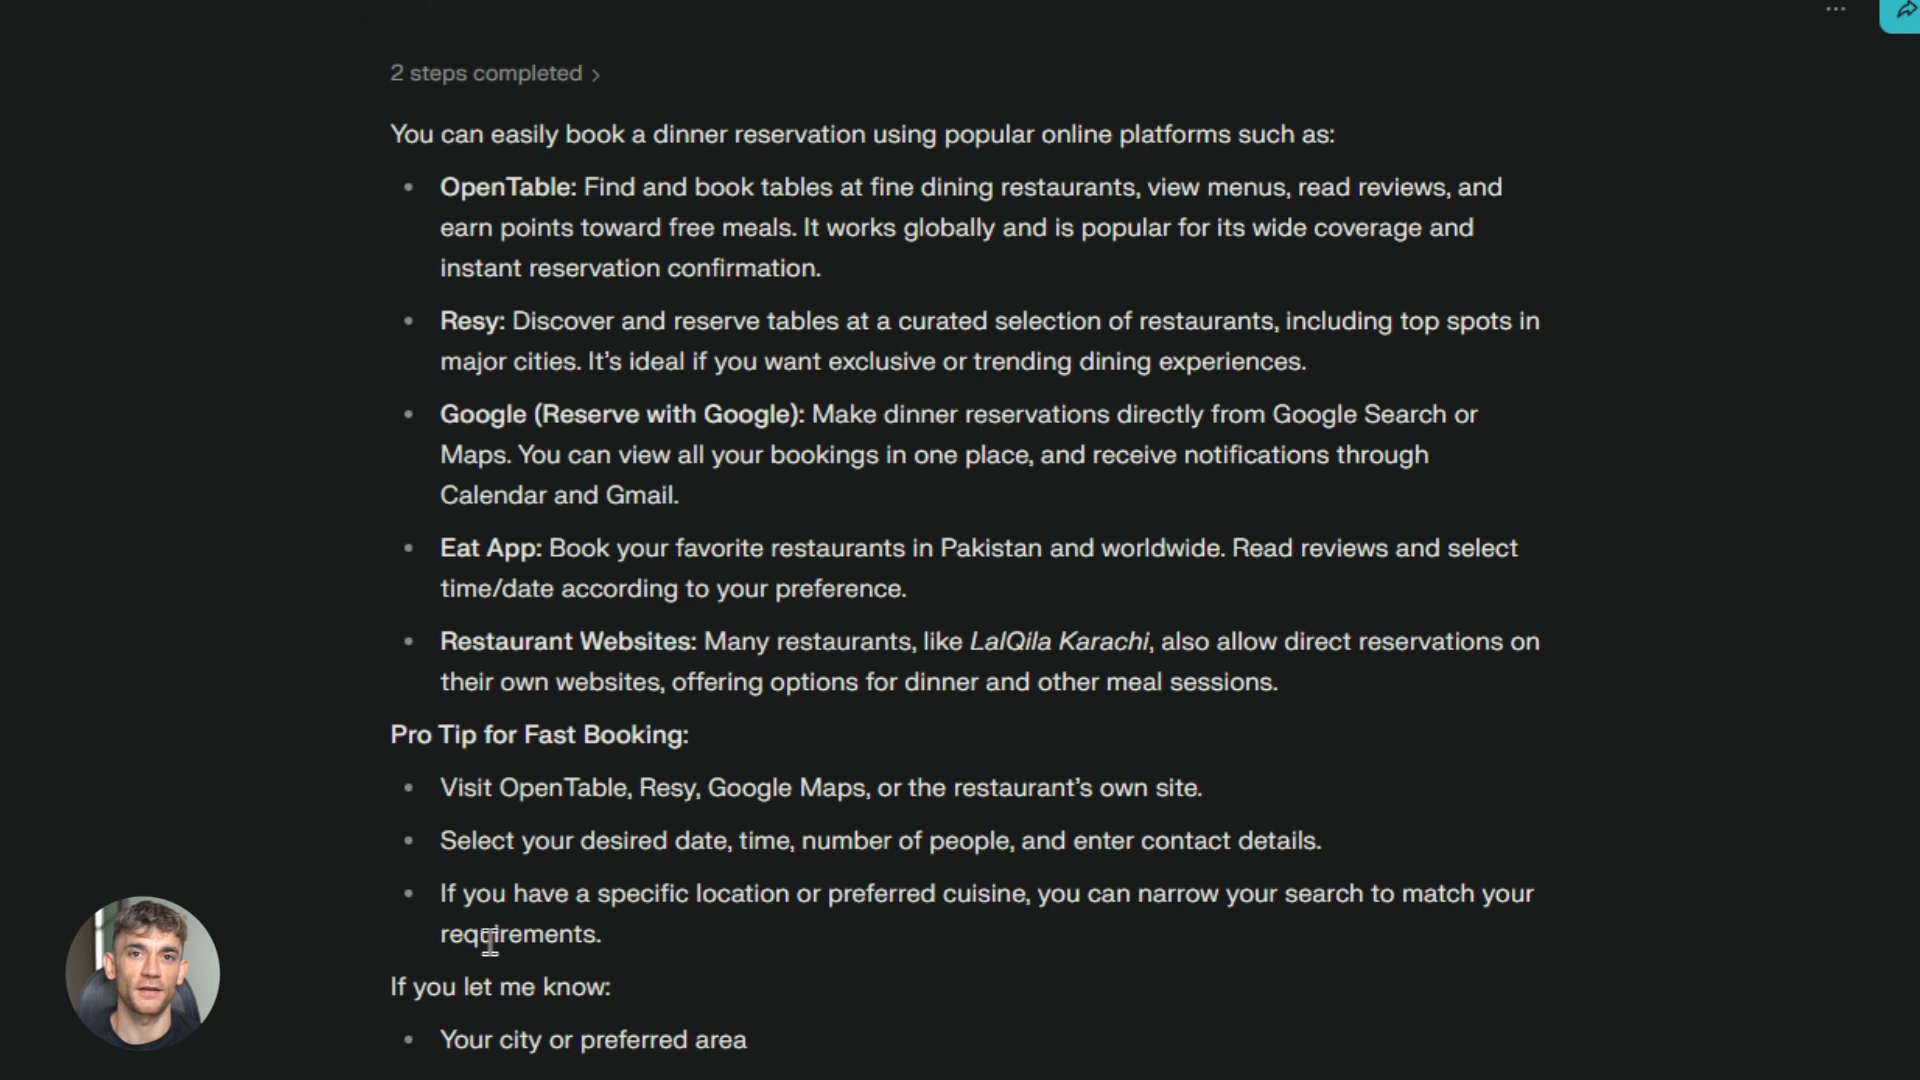 2 steps completed
You can easily book a dinner reservation using popular online platforms such as:
OpenTable: Find and book tables at fine dining restaurants, view menus, read reviews, and
earn points toward free meals. It works globally and is popular for its wide coverage and
instant reservation confirmation.
Resy: Discover and reserve tables at a curated selection of restaurants, including top spots in
major cities. It’s ideal if you want exclusive or trending dining experiences.
Google (Reserve with Google): Make dinner reservations directly from Google Search or
Maps. You can view all your bookings in one place, and receive notifications through
Calendar and Gmail.
Eat App: Book your favorite restaurants in Pakistan and worldwide. Read reviews and select
time/date according to your preference.
Restaurant Websites: Many restaurants, like LalQila Karachi, also allow direct reservations on
their own websites, offering options for dinner and other meal sessions.
Pro Tip for Fast Booking:
Visit OpenTable, Resy, Google Maps, or the restaurant’s own site.
Select your desired date, time, number of people, and enter contact details.
If you have a specific location or preferred cuisine, you can narrow your search to match your
requirements.
If you let me know:
Your city or preferred area